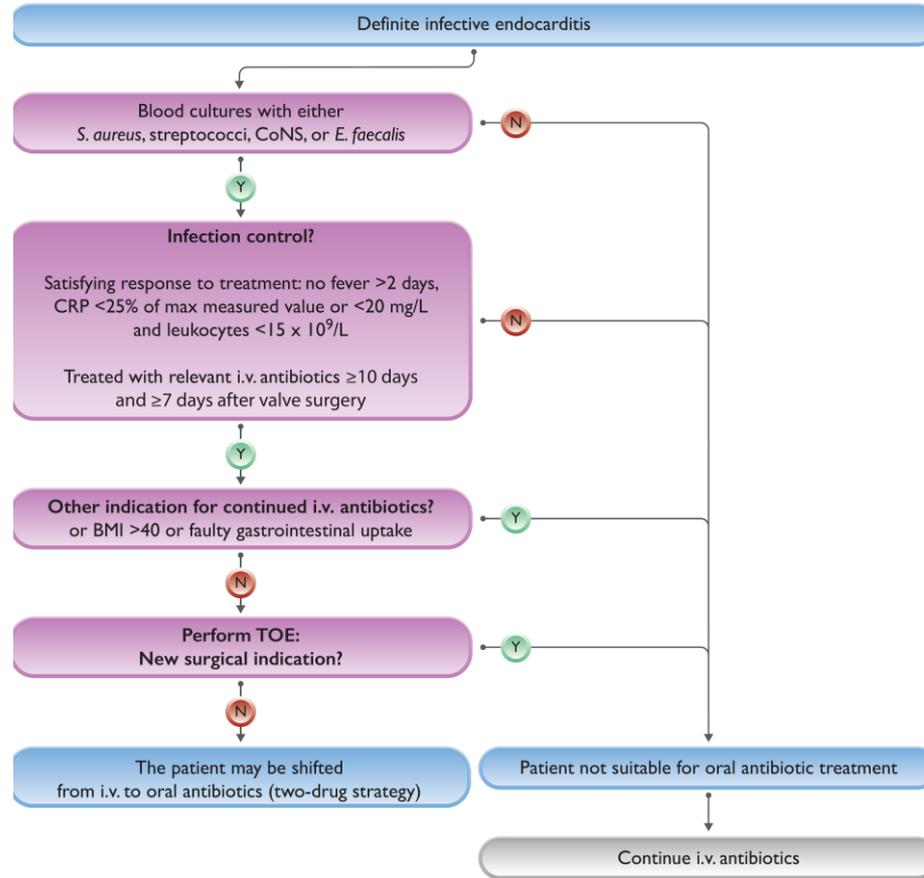 Definite infective endocarditis
Blood cultures with either
S. aureus, streptococci, CoNS, or E. faecalis
N
Y
Infection control?
Satisfying response to treatment: no fever >2 days,
CRP <25% of max measured value or <20 mg/L
and leukocytes <15 x 10⁹/L
N
Treated with relevant i.v. antibiotics ≥10 days
and ≥7 days after valve surgery
Y
Other indication for continued i.v. antibiotics?
or BMI >40 or faulty gastrointestinal uptake
Y
N
Perform TOE:
New surgical indication?
Y
N
The patient may be shifted
from i.v. to oral antibiotics (two-drug strategy)
Patient not suitable for oral antibiotic treatment
Continue i.v. antibiotics